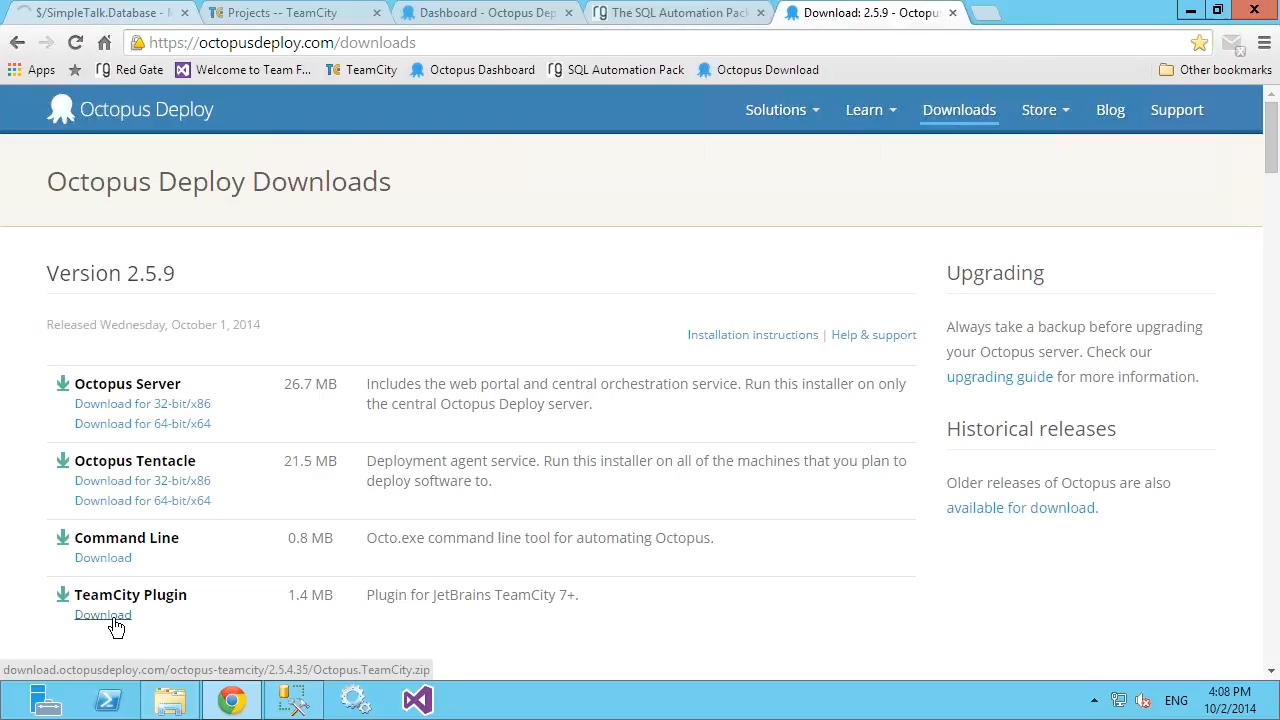 $/SimpleTalk.Database - M
Projects -- TeamCity
Dashboard - Octopus Dep
The SQL Automation Pack
Download: 2.5.9 - Octopus
https://octopusdeploy.com/downloads
Apps
Red Gate
Welcome to Team F...
TeamCity
Octopus Dashboard
SQL Automation Pack
Octopus Download
Other bookmarks
Octopus Deploy
Solutions
Learn
Downloads
Store
Blog
Support
Octopus Deploy Downloads
Version 2.5.9
Released Wednesday, October 1, 2014
Installation instructions | Help & support
Octopus Server
Download for 32-bit/x86
Download for 64-bit/x64
26.7 MB
Includes the web portal and central orchestration service. Run this installer on only
the central Octopus Deploy server.
Octopus Tentacle
Download for 32-bit/x86
Download for 64-bit/x64
21.5 MB
Deployment agent service. Run this installer on all of the machines that you plan to
deploy software to.
Command Line
Download
0.8 MB
Octo.exe command line tool for automating Octopus.
TeamCity Plugin
Download
1.4 MB
Plugin for JetBrains TeamCity 7+.
Upgrading
Always take a backup before upgrading
your Octopus server. Check our
upgrading guide for more information.
Historical releases
Older releases of Octopus are also
available for download.
download.octopusdeploy.com/octopus-teamcity/2.5.4.35/Octopus.TeamCity.zip
ENG
4:08 PM
10/2/2014